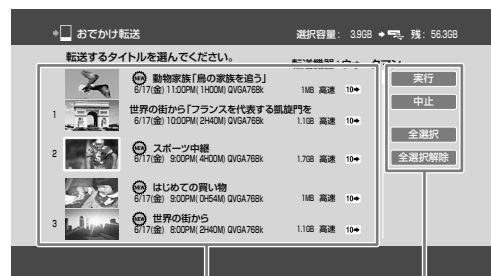 おでかけ転送 選択容量： 3.9GB 残：56.3GB
転送するタイトルを選んでください。
NEW 動物家族「鳥の家族を追う」
6/17(金) 11:00PM( 1H00M) QVGA768k 1MB 高速 10
実行
1 世界の街から「フランスを代表する凱旋門を
6/17(金) 10:00PM( 2H40M) QVGA768k 1.1GB 高速 10
中止
全選択
2 NEW スポーツ中継
6/17(金) 9:00PM( 4H00M) QVGA768k 1.7GB 高速 10
全選択解除
NEW はじめての買い物
6/17(金) 9:00PM( 0H54M) QVGA768k 1MB 高速 10
3 NEW 世界の街から
6/17(金) 8:00PM( 2H40M) QVGA768k 1.1GB 高速 10